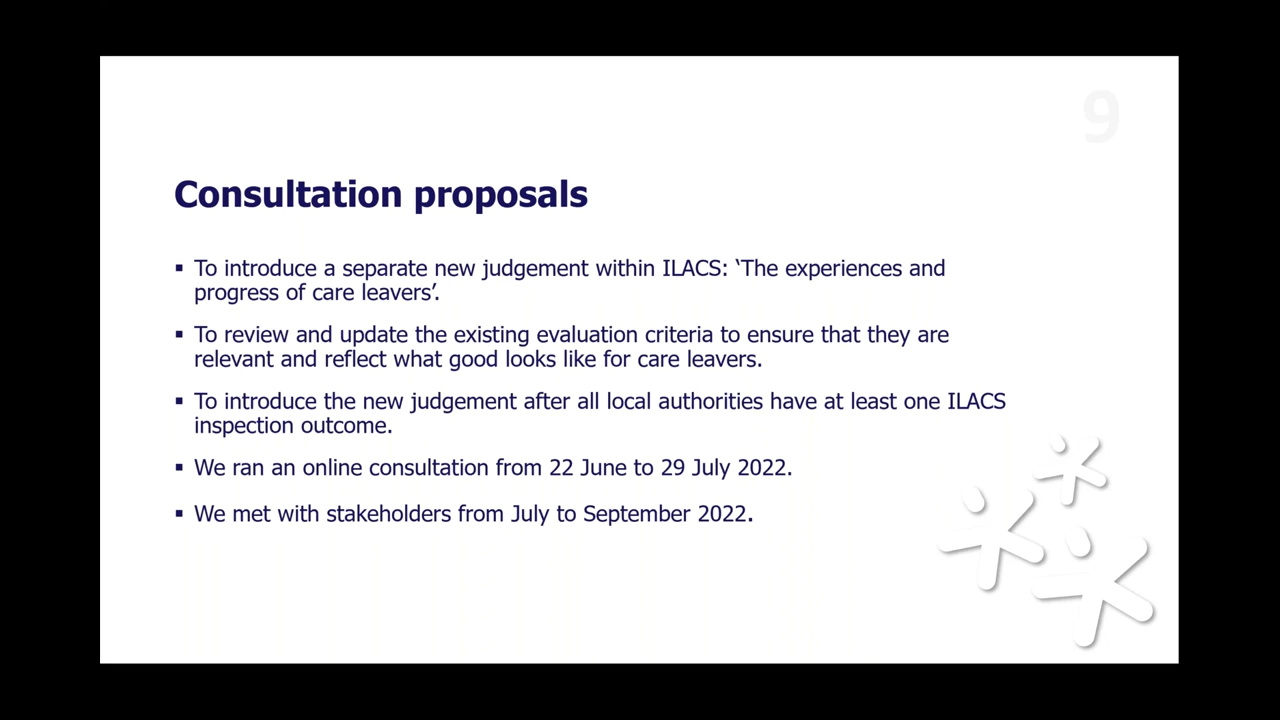 9
Consultation proposals
▪ To introduce a separate new judgement within ILACS: ‘The experiences and
progress of care leavers’.
▪ To review and update the existing evaluation criteria to ensure that they are
relevant and reflect what good looks like for care leavers.
▪ To introduce the new judgement after all local authorities have at least one ILACS
inspection outcome.
▪ We ran an online consultation from 22 June to 29 July 2022.
▪ We met with stakeholders from July to September 2022.